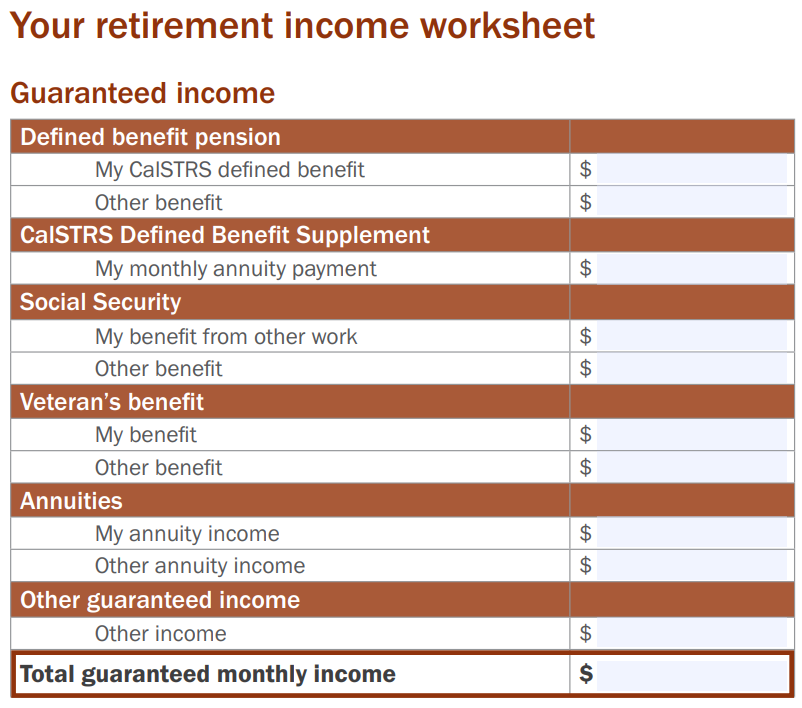 Your retirement income worksheet
Guaranteed income
Defined benefit pension
My CalSTRS defined benefit $
Other benefit $
CalSTRS Defined Benefit Supplement
My monthly annuity payment $
Social Security
My benefit from other work $
Other benefit $
Veteran’s benefit
My benefit $
Other benefit $
Annuities
My annuity income $
Other annuity income $
Other guaranteed income
Other income $
Total guaranteed monthly income $